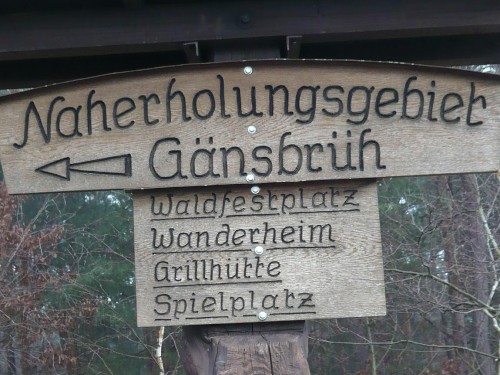 Naherholungsgebiet
Gänsbrüh
Waldfestplatz
Wanderheim
Grillhütte
Spielplatz